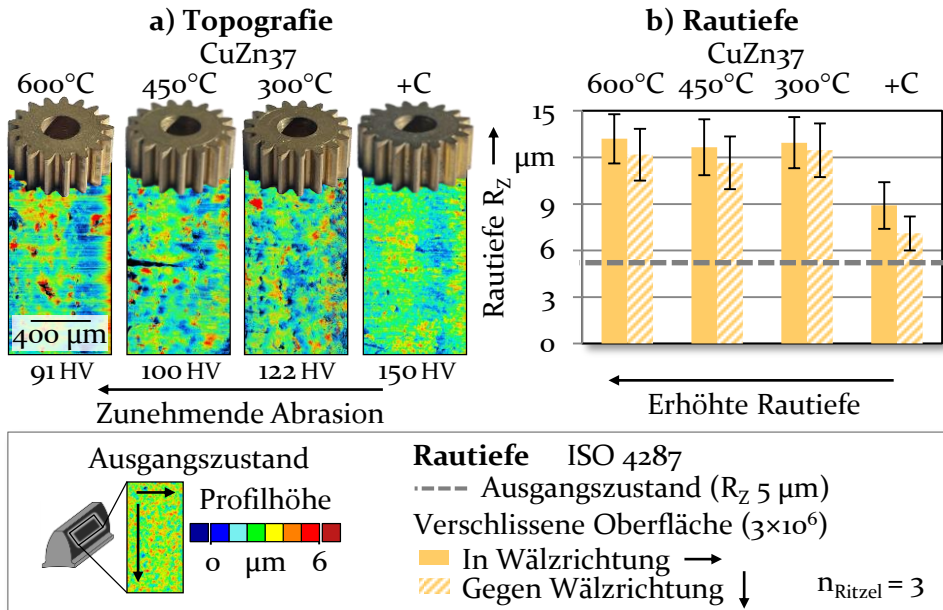 a) Topografie
CuZn37
600°C 450°C 300°C +C
400 µm
91 HV 100 HV 122 HV 150 HV
Zunehmende Abrasion
b) Rautiefe
CuZn37
600°C 450°C 300°C +C
Rautiefe RZ
15
µm
9
6
3
0
Erhöhte Rautiefe
Ausgangszustand
Profilhöhe
0 µm 6
Rautiefe ISO 4287
Ausgangszustand (RZ 5 µm)
Verschlissene Oberfläche (3×10⁶)
In Wälzrichtung
Gegen Wälzrichtung
nRitzel = 3